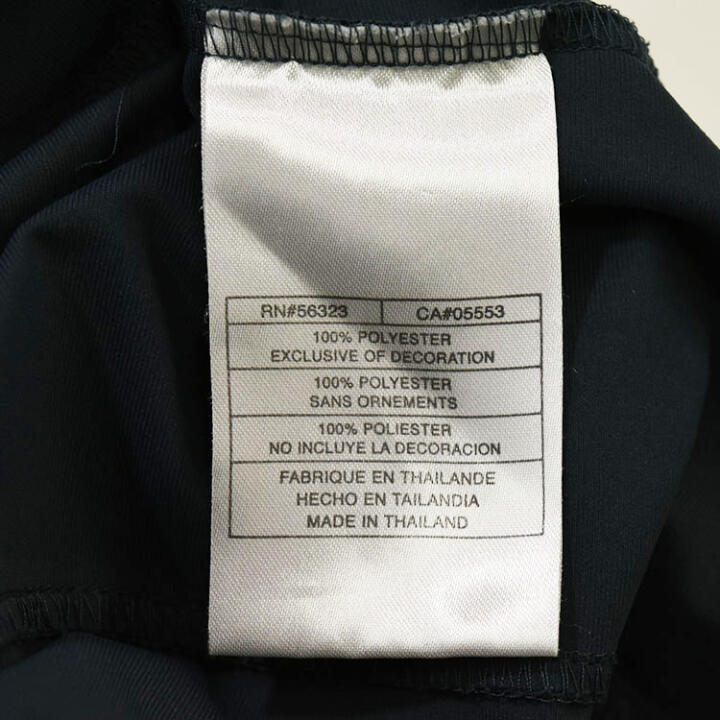 RN#56323 CA#05553
100% POLYESTER
EXCLUSIVE OF DECORATION
100% POLYESTER
SANS ORNEMENTS
100% POLIESTER
NO INCLUYE LA DECORACION
FABRIQUE EN THAILANDE
HECHO EN TAILANDIA
MADE IN THAILAND